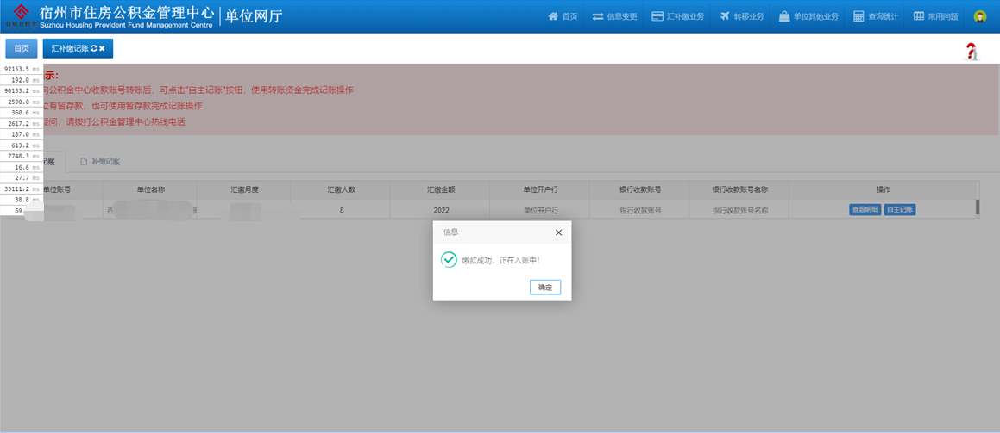 宿州市住房公积金管理中心 单位网厅
Suzhou Housing Provident Fund Management Centre
首页 信息变更 汇补缴业务 转移业务 单位其他业务 查询统计 常用问题
首页 汇补缴记账
92153.5 ms
192.0 ms
90133.2 ms
2590.0 ms
360.6 ms
2617.2 ms
187.0 ms
613.2 ms
7748.3 ms
16.6 ms
27.7 ms
33111.2 ms
38.8 ms
69.
示:
公积金中心收款账号转账后，可点击"自主记账"按钮，使用转账资金完成记账操作
有暂存款，也可使用暂存款完成记账操作
疑问，请拨打公积金管理中心热线电话
记账 补缴记账
单位账号 单位名称 汇缴月度 汇缴人数 汇缴金额 单位开户行 银行收款账号 银行收款账号名称 操作
8 2022 单位开户行 银行收款账号 银行收款账号名称 查看明细 自主记账
信息
缴款成功，正在入账中!
确定